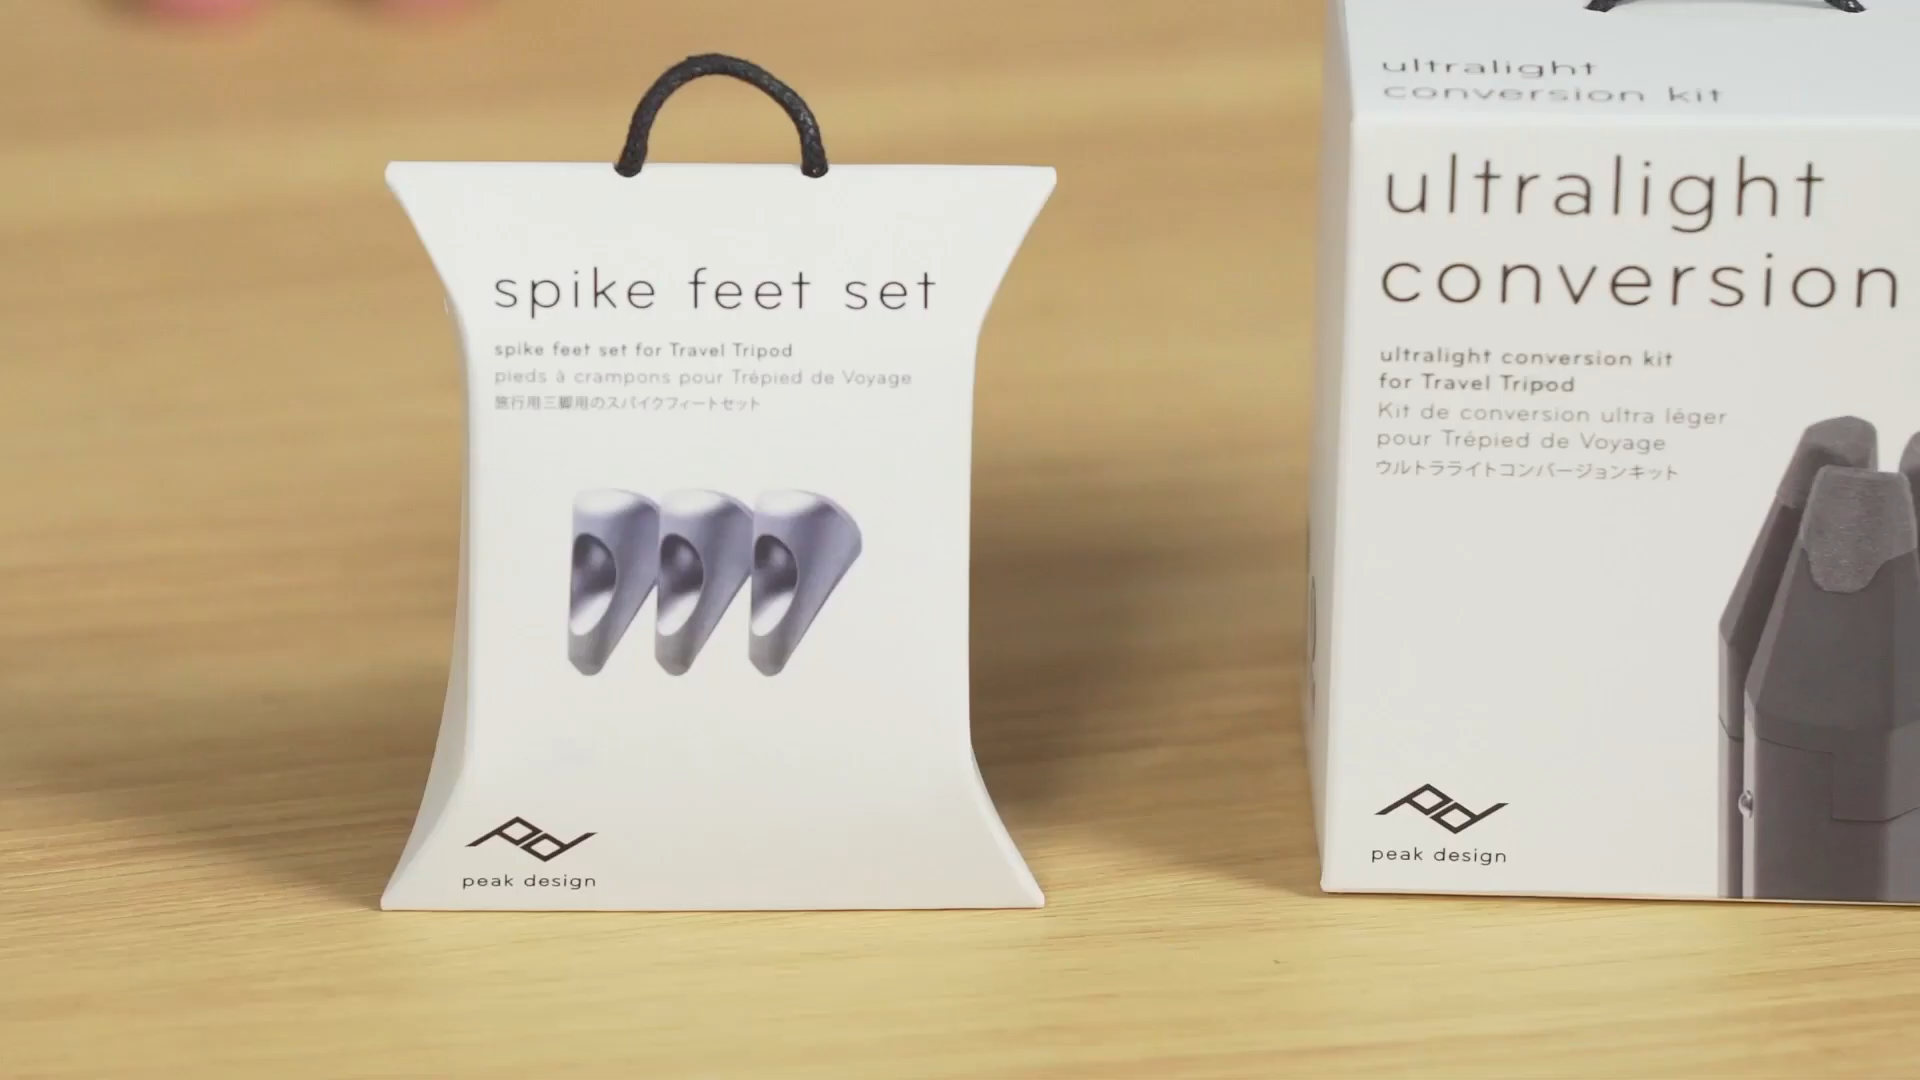 spike feet set
spike feet set for Travel Tripod
pieds à crampons pour Trépied de Voyage
旅行用三脚用のスパイクフィートセット
pd
peak design
ultralight
conversion kit
ultralight
conversion
ultralight conversion kit
for Travel Tripod
Kit de conversion ultra léger
pour Trépied de Voyage
ウルトラライトコンバージョンキット
pd
peak design